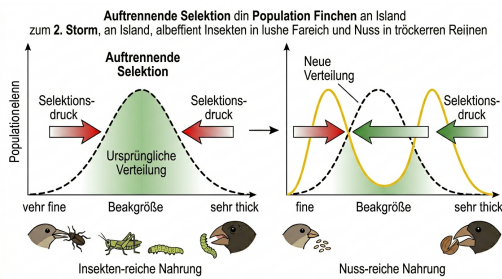 Auftrennende Selektion din Population Finchen an Island
zum 2. Storm, an Island, albeffient Insekten in lushe Fareich und Nuss in tröckerren Reijnen
Auftrennende
Selektion
Populationelenn
Selektions-
druck
Selektions-
druck
Ursprüngliche
Verteilung
vehr fine
Beakgröße
sehr thick
Insekten-reiche Nahrung
Neue
Verteilung
Selektions-
druck
fine
Beakgröße
sehr thick
Nuss-reiche Nahrung